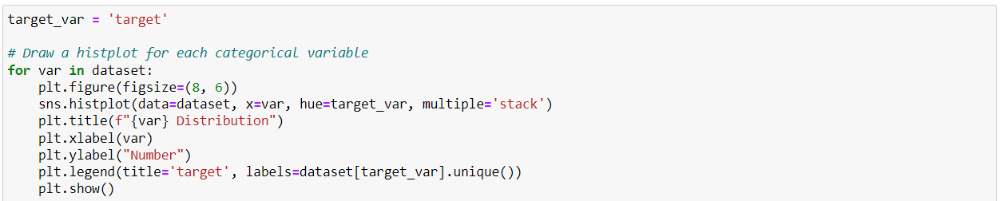 target_var = 'target'
# Draw a histplot for each categorical variable
for var in dataset:
    plt.figure(figsize=(8, 6))
    sns.histplot(data=dataset, x=var, hue=target_var, multiple='stack')
    plt.title(f"{var} Distribution")
    plt.xlabel(var)
    plt.ylabel("Number")
    plt.legend(title='target', labels=dataset[target_var].unique())
    plt.show()